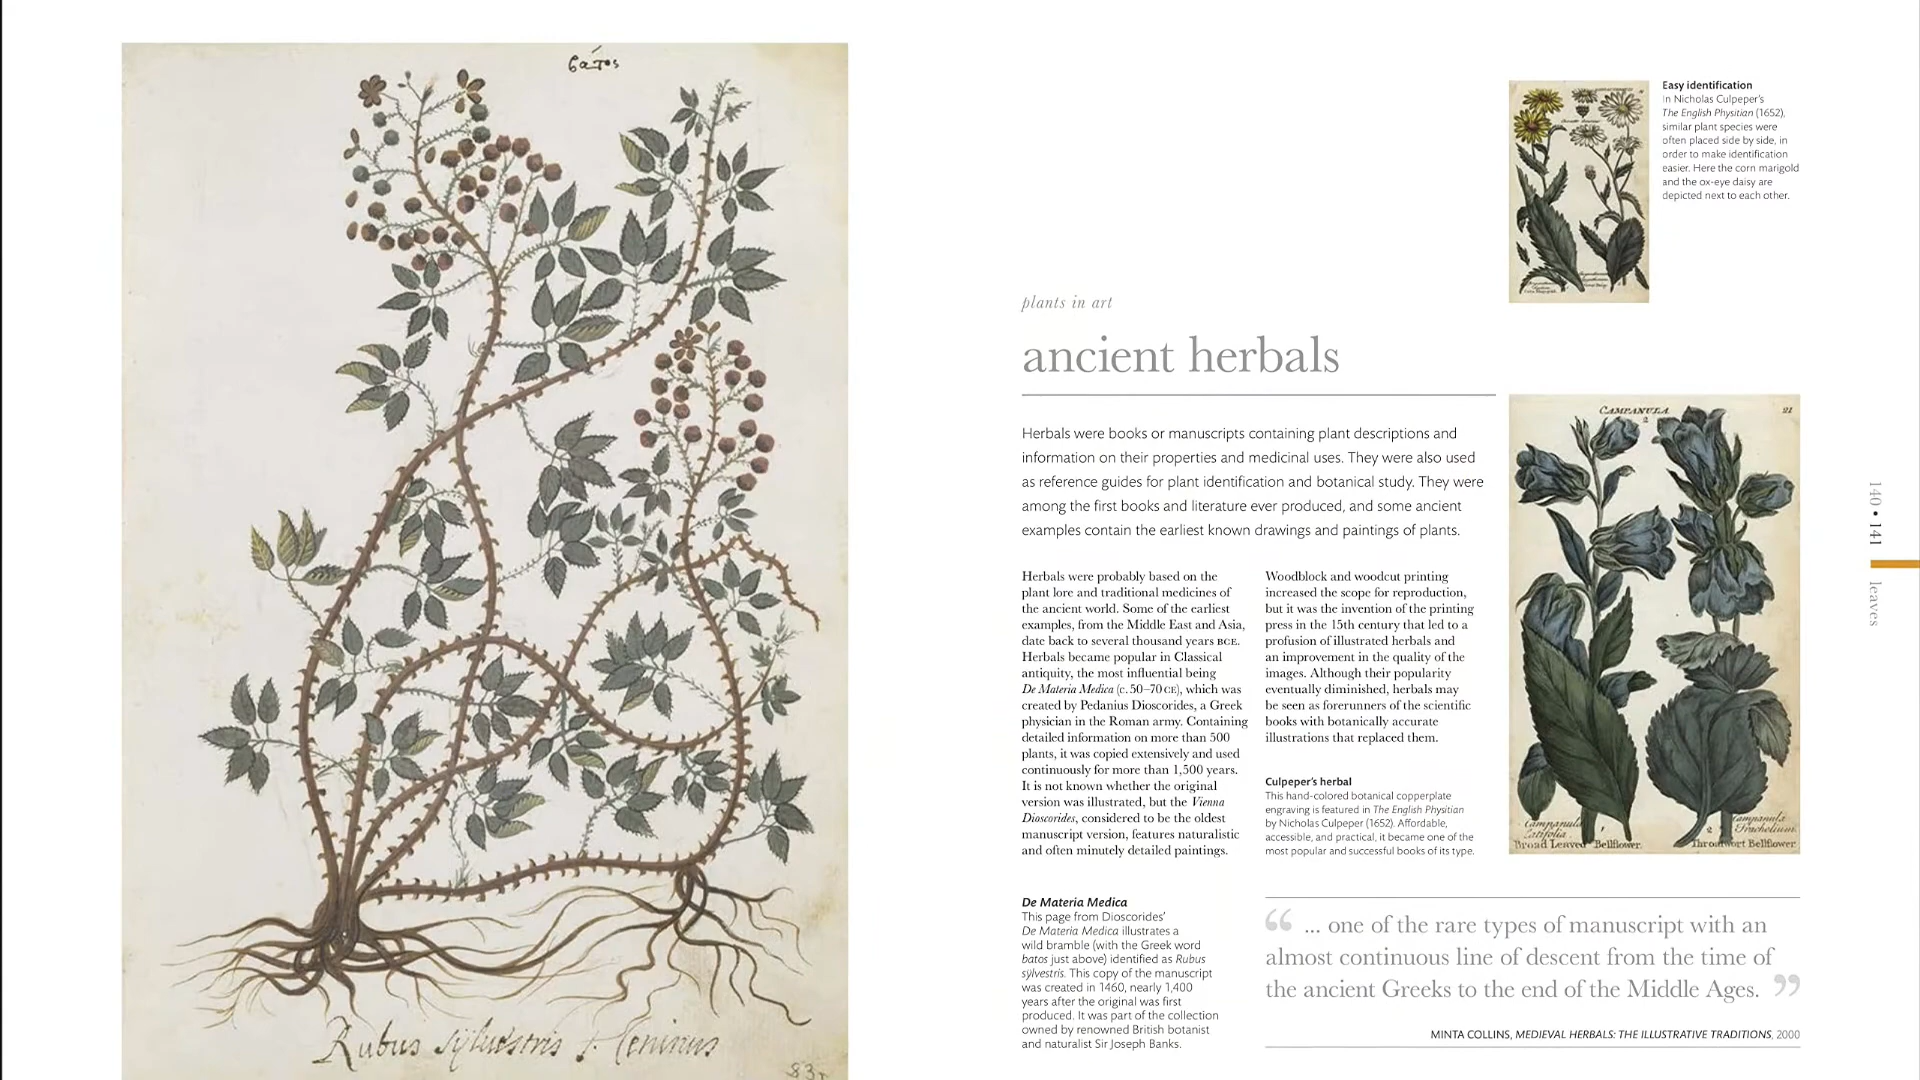 βάτος
Rubus sylvestris
83
Easy identification
In Nicholas Culpeper's
The English Physitian (1652),
similar plant species were
often placed side by side, in
order to make identification
easier. Here the corn marigold
and the ox-eye daisy are
depicted next to each other.
plants in art
ancient herbals
Herbals were books or manuscripts containing plant descriptions and
information on their properties and medicinal uses. They were also used
as reference guides for plant identification and botanical study. They were
among the first books and literature ever produced, and some ancient
examples contain the earliest known drawings and paintings of plants.
Herbals were probably based on the
plant lore and traditional medicines of
the ancient world. Some of the earliest
examples, from the Middle East and Asia,
date back to several thousand years BCE.
Herbals became popular in Classical
antiquity, the most influential being
De Materia Medica (c. 50–70 CE), which was
created by Pedanius Dioscorides, a Greek
physician in the Roman army. Containing
detailed information on more than 500
plants, it was copied extensively and used
continuously for more than 1,500 years.
It is not known whether the original
version was illustrated, but the Vienna
Dioscorides, considered to be the oldest
manuscript version, features naturalistic
and often minutely detailed paintings.
Woodblock and woodcut printing
increased the scope for reproduction,
but it was the invention of the printing
press in the 15th century that led to a
profusion of illustrated herbals and
an improvement in the quality of the
images. Although their popularity
eventually diminished, herbals may
be seen as forerunners of the scientific
books with botanically accurate
illustrations that replaced them.
Culpeper's herbal
This hand-colored botanical copperplate
engraving is featured in The English Physitian
by Nicholas Culpeper (1652). Affordable,
accessible, and practical, it became one of the
most popular and successful books of its type.
De Materia Medica
This page from Dioscorides'
De Materia Medica illustrates a
wild bramble (with the Greek word
batos just above) identified as Rubus
sylvestris. This copy of the manuscript
was created in 1460, nearly 1,400
years after the original was first
produced. It was part of the collection
owned by renowned British botanist
and naturalist Sir Joseph Banks.
CAMPANULA
21
2
Campanula
Latifolia
1
Broad Leaved Bellflower.
Campanula
2 Trachelium.
Throatwort Bellflower
“ ... one of the rare types of manuscript with an
almost continuous line of descent from the time of
the ancient Greeks to the end of the Middle Ages. ”
MINTA COLLINS, MEDIEVAL HERBALS: THE ILLUSTRATIVE TRADITIONS, 2000
140 • 141
leaves